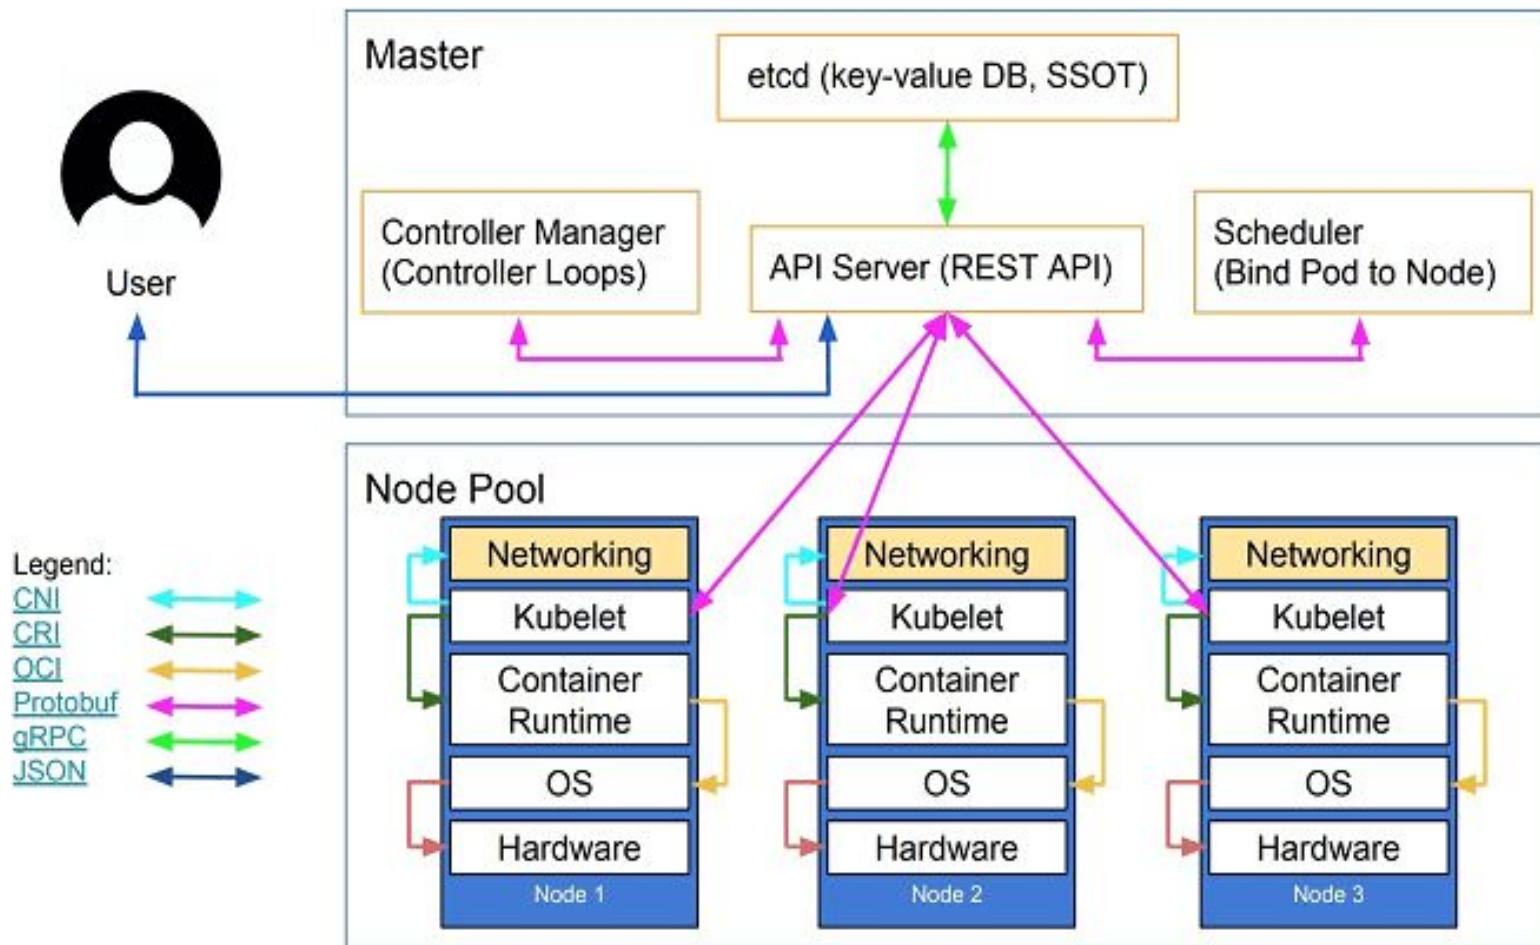 Master
etcd (key-value DB, SSOT)
Controller Manager
(Controller Loops)
API Server (REST API)
Scheduler
(Bind Pod to Node)
User
Node Pool
Legend:
CNI
CRI
OCI
Protobuf
gRPC
JSON
Networking
Kubelet
Container
Runtime
OS
Hardware
Node 1
Networking
Kubelet
Container
Runtime
OS
Hardware
Node 2
Networking
Kubelet
Container
Runtime
OS
Hardware
Node 3